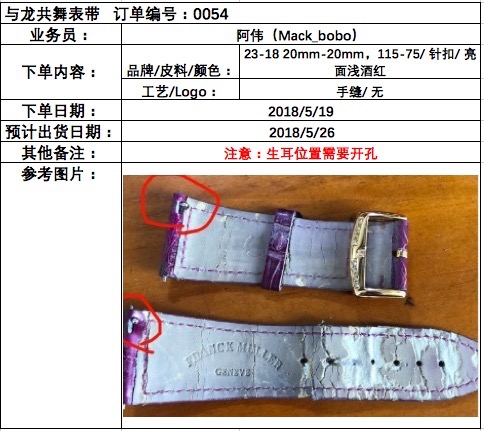 与龙共舞表带 订单编号：0054
业务员： 阿伟（Mack_bobo）
下单内容： 品牌/皮料/颜色： 23-18 20mm-20mm，115-75/ 针扣/ 亮
面浅酒红
工艺/Logo： 手缝/ 无
下单日期： 2018/5/19
预计出货日期： 2018/5/26
其他备注： 注意：生耳位置需要开孔
参考图片：
FRANCK MULLER
GENEVE